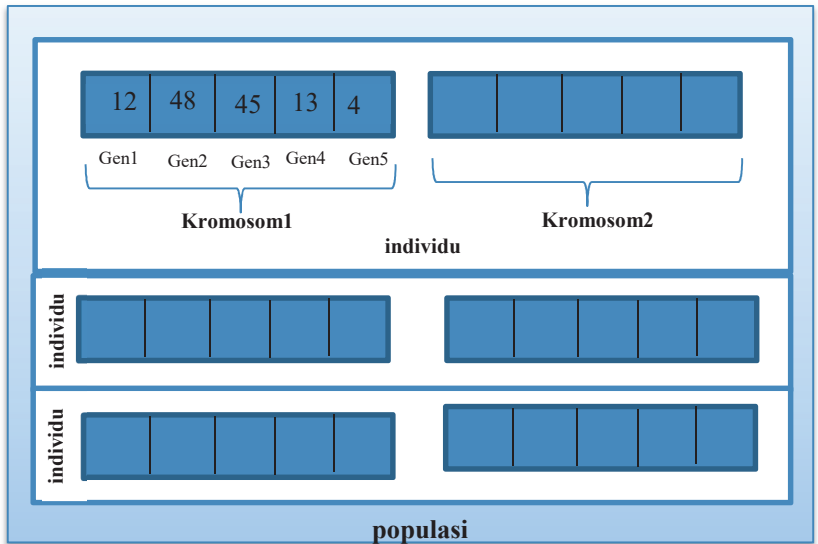 12 48 45 13 4
Gen1 Gen2 Gen3 Gen4 Gen5
Kromosom1 Kromosom2
individu
individu
individu
populasi